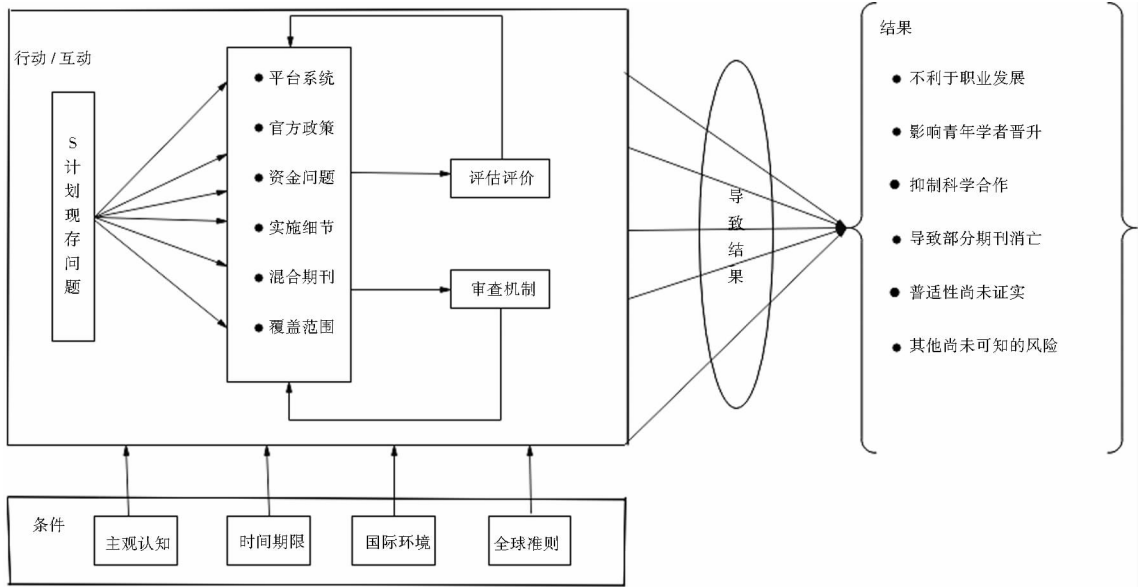 行动 / 互动
S计划现存问题
平台系统
官方政策
资金问题
实施细节
混合期刊
覆盖范围
评估评价
审查机制
导致结果
结果
不利于职业发展
影响青年学者晋升
抑制科学合作
导致部分期刊消亡
普适性尚未证实
其他尚未可知的风险
条件
主观认知
时间期限
国际环境
全球准则